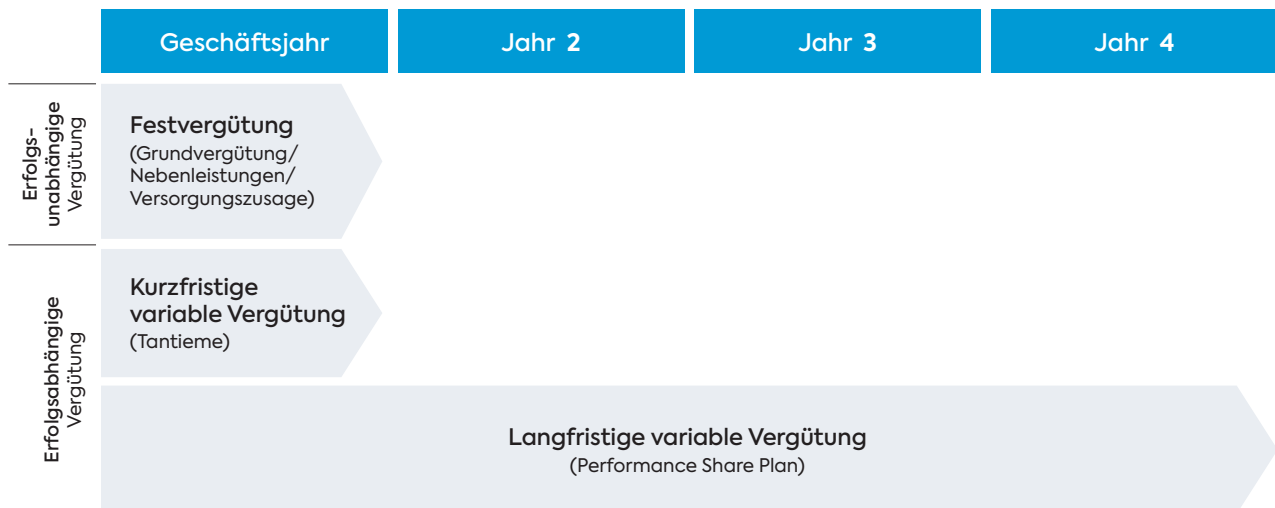 Geschäftsjahr
Jahr 2
Jahr 3
Jahr 4
Erfolgs-
unabhängige
Vergütung
Festvergütung
(Grundvergütung/
Nebenleistungen/
Versorgungszusage)
Erfolgsabhängige
Vergütung
Kurzfristige
variable Vergütung
(Tantieme)
Langfristige variable Vergütung
(Performance Share Plan)